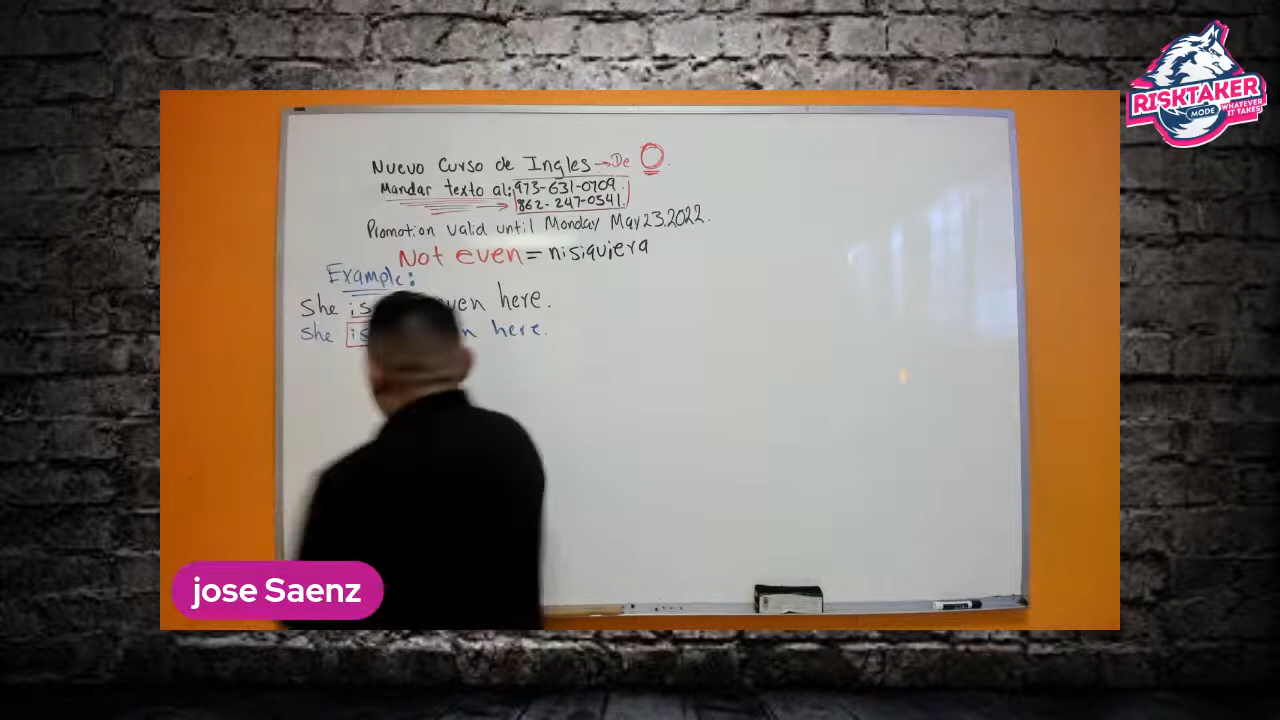 Nuevo Curso de Ingles → De 0.
Mandar texto al: 973-631-0709.
862-247-0541.
Promotion valid until Monday May 23.2022.
Not even = nisiquiera
Example:
She is even here.
She is here.
jose Saenz
RISKTAKER
MODE
WHATEVER
IT TAKES